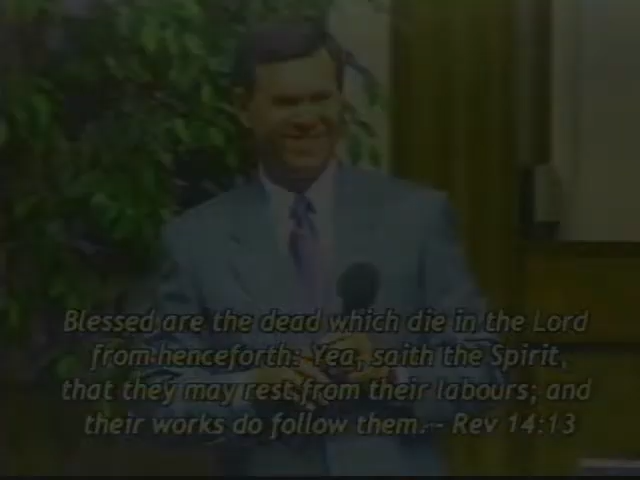 Blessed are the dead which die in the Lord
from henceforth: Yea, saith the Spirit,
that they may rest from their labours; and
their works do follow them.-- Rev 14:13